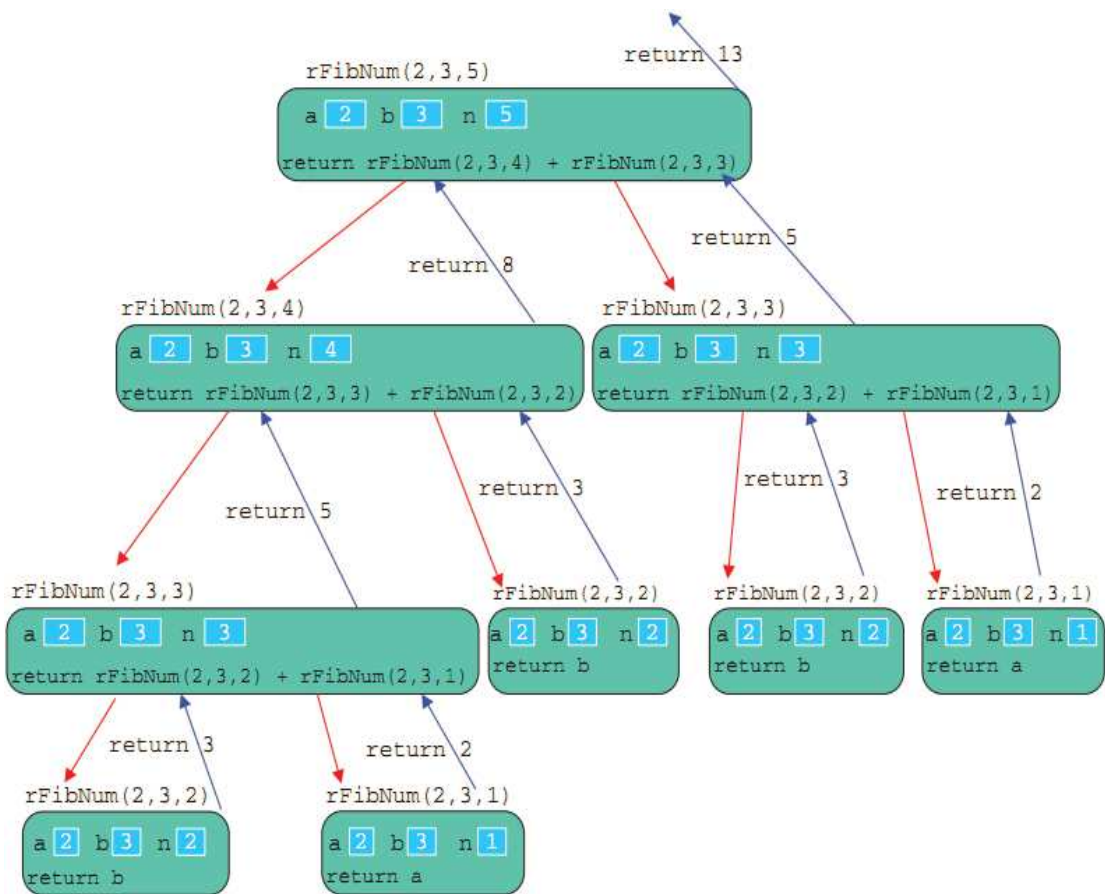 return 13
rFibNum(2,3,5)
a 2 b 3 n 5
return rFibNum(2,3,4) + rFibNum(2,3,3)
return 8
return 5
rFibNum(2,3,4)
a 2 b 3 n 4
return rFibNum(2,3,3) + rFibNum(2,3,2)
rFibNum(2,3,3)
a 2 b 3 n 3
return rFibNum(2,3,2) + rFibNum(2,3,1)
return 5
return 3
return 3
return 2
rFibNum(2,3,3)
a 2 b 3 n 3
return rFibNum(2,3,2) + rFibNum(2,3,1)
rFibNum(2,3,2)
a 2 b 3 n 2
return b
rFibNum(2,3,2)
a 2 b 3 n 2
return b
rFibNum(2,3,1)
a 2 b 3 n 1
return a
return 3
return 2
rFibNum(2,3,2)
a 2 b 3 n 2
return b
rFibNum(2,3,1)
a 2 b 3 n 1
return a